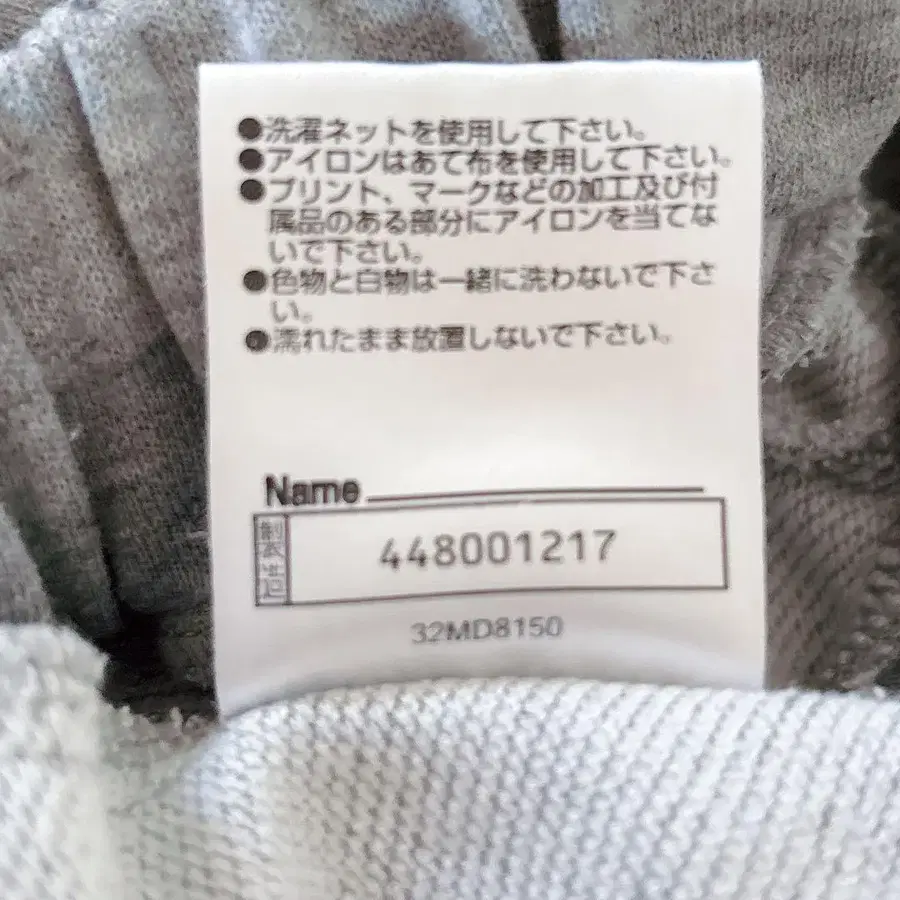 ●洗濯ネットを使用して下さい。
●アイロンはあて布を使用して下さい。
●プリント、マークなどの加工及び付
属品のある部分にアイロンを当てな
いで下さい。
●色物と白物は一緒に洗わないで下さ
い。
●濡れたまま放置しないで下さい。
Name
製造 448001217
32MD8150